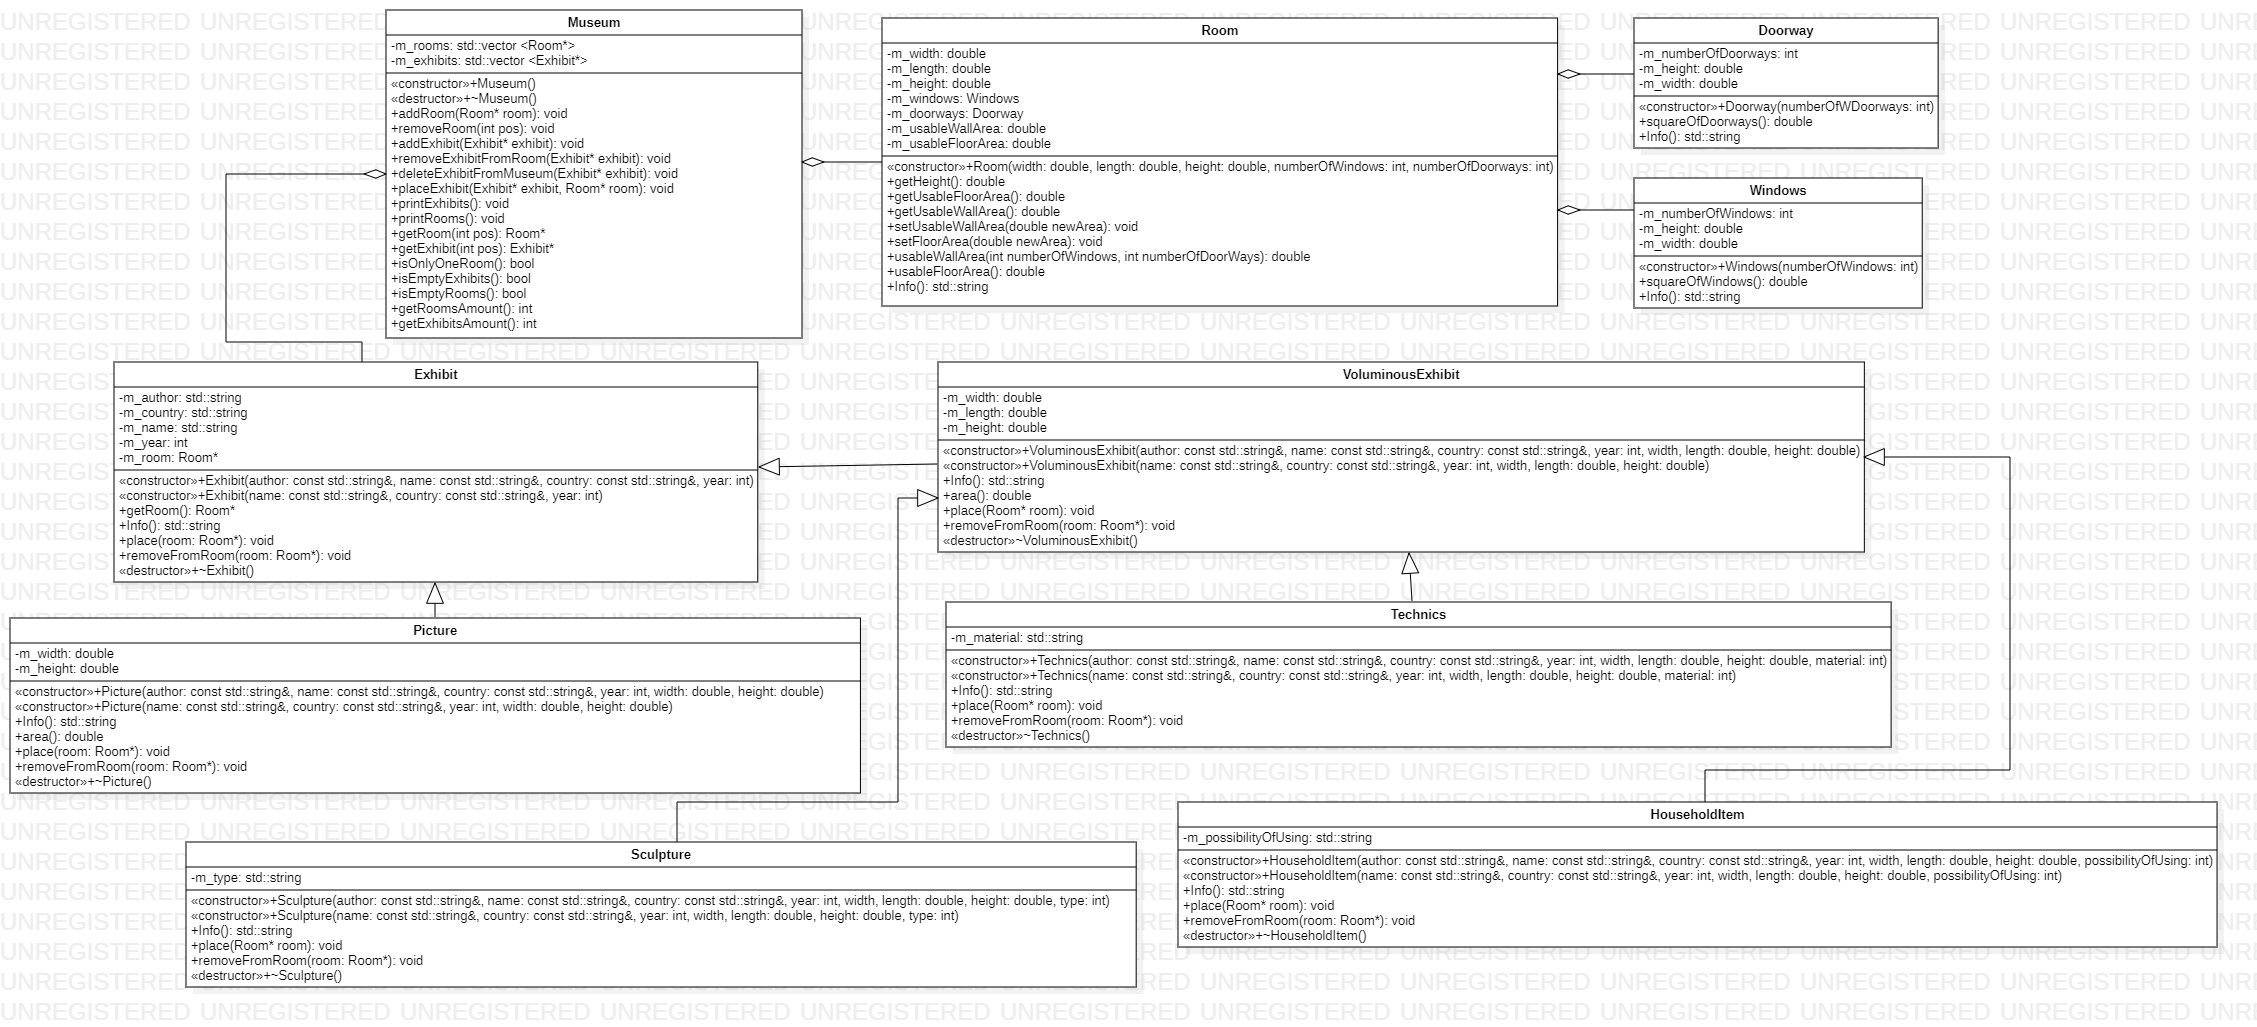 Museum
-m_rooms: std::vector <Room*>
-m_exhibits: std::vector <Exhibit*>
«constructor»+Museum()
«destructor»+~Museum()
+addRoom(Room* room): void
+removeRoom(int pos): void
+addExhibit(Exhibit* exhibit): void
+removeExhibitFromRoom(Exhibit* exhibit): void
+deleteExhibitFromMuseum(Exhibit* exhibit): void
+placeExhibit(Exhibit* exhibit, Room* room): void
+printExhibits(): void
+printRooms(): void
+getRoom(int pos): Room*
+getExhibit(int pos): Exhibit*
+isOnlyOneRoom(): bool
+isEmptyExhibits(): bool
+isEmptyRooms(): bool
+getRoomsAmount(): int
+getExhibitsAmount(): int
Room
-m_width: double
-m_length: double
-m_height: double
-m_windows: Windows
-m_doorways: Doorway
-m_usableWallArea: double
-m_usableFloorArea: double
«constructor»+Room(width: double, length: double, height: double, numberOfWindows: int, numberOfDoorways: int)
+getHeight(): double
+getUsableFloorArea(): double
+getUsableWallArea(): double
+setUsableWallArea(double newArea): void
+setFloorArea(double newArea): void
+usableWallArea(int numberOfWindows, int numberOfDoorWays): double
+usableFloorArea(): double
+Info(): std::string
Doorway
-m_numberOfDoorways: int
-m_height: double
-m_width: double
«constructor»+Doorway(numberOfWDoorways: int)
+squareOfDoorways(): double
+Info(): std::string
Windows
-m_numberOfWindows: int
-m_height: double
-m_width: double
«constructor»+Windows(numberOfWindows: int)
+squareOfWindows(): double
+Info(): std::string
Exhibit
-m_author: std::string
-m_country: std::string
-m_name: std::string
-m_year: int
-m_room: Room*
«constructor»+Exhibit(author: const std::string&, name: const std::string&, country: const std::string&, year: int)
«constructor»+Exhibit(name: const std::string&, country: const std::string&, year: int)
+getRoom(): Room*
+Info(): std::string
+place(room: Room*): void
+removeFromRoom(room: Room*): void
«destructor»+~Exhibit()
VoluminousExhibit
-m_width: double
-m_length: double
-m_height: double
«constructor»+VoluminousExhibit(author: const std::string&, name: const std::string&, country: const std::string&, year: int, width, length: double, height: double)
«constructor»+VoluminousExhibit(name: const std::string&, country: const std::string&, year: int, width, length: double, height: double)
+Info(): std::string
+area(): double
+place(Room* room): void
+removeFromRoom(room: Room*): void
«destructor»~VoluminousExhibit()
Picture
-m_width: double
-m_height: double
«constructor»+Picture(author: const std::string&, name: const std::string&, country: const std::string&, year: int, width: double, height: double)
«constructor»+Picture(name: const std::string&, country: const std::string&, year: int, width: double, height: double)
+Info(): std::string
+area(): double
+place(room: Room*): void
+removeFromRoom(room: Room*): void
«destructor»+~Picture()
Technics
-m_material: std::string
«constructor»+Technics(author: const std::string&, name: const std::string&, country: const std::string&, year: int, width, length: double, height: double, material: int)
«constructor»+Technics(name: const std::string&, country: const std::string&, year: int, width, length: double, height: double, material: int)
+Info(): std::string
+place(Room* room): void
+removeFromRoom(room: Room*): void
«destructor»~Technics()
Sculpture
-m_type: std::string
«constructor»+Sculpture(author: const std::string&, name: const std::string&, country: const std::string&, year: int, width, length: double, height: double, type: int)
«constructor»+Sculpture(name: const std::string&, country: const std::string&, year: int, width, length: double, height: double, type: int)
+Info(): std::string
+place(Room* room): void
+removeFromRoom(room: Room*): void
«destructor»+~Sculpture()
HouseholdItem
-m_possibilityOfUsing: std::string
«constructor»+HouseholdItem(author: const std::string&, name: const std::string&, country: const std::string&, year: int, width, length: double, height: double, possibilityOfUsing: int)
«constructor»+HouseholdItem(name: const std::string&, country: const std::string&, year: int, width, length: double, height: double, possibilityOfUsing: int)
+Info(): std::string
+place(Room* room): void
+removeFromRoom(room: Room*): void
«destructor»+~HouseholdItem()
UNREGISTERED